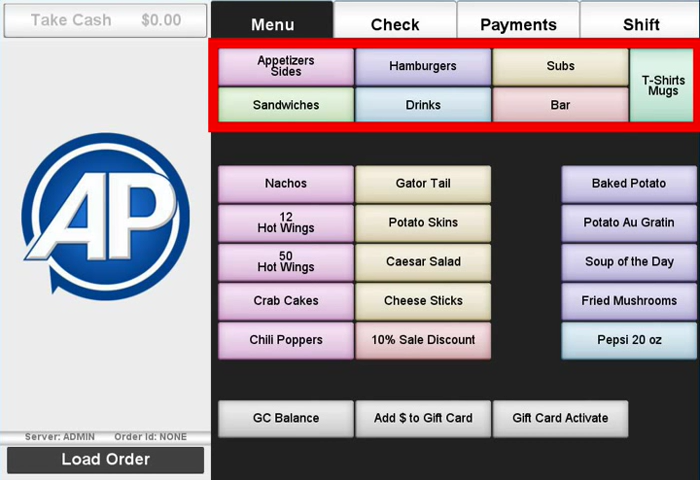 Take Cash $0.00
Menu
Check
Payments
Shift
Appetizers
Sides
Hamburgers
Subs
T-Shirts
Mugs
Sandwiches
Drinks
Bar
AP
Nachos
Gator Tail
Baked Potato
12
Hot Wings
Potato Skins
Potato Au Gratin
50
Hot Wings
Caesar Salad
Soup of the Day
Crab Cakes
Cheese Sticks
Fried Mushrooms
Chili Poppers
10% Sale Discount
Pepsi 20 oz
GC Balance
Add $ to Gift Card
Gift Card Activate
Server: ADMIN Order Id: NONE
Load Order